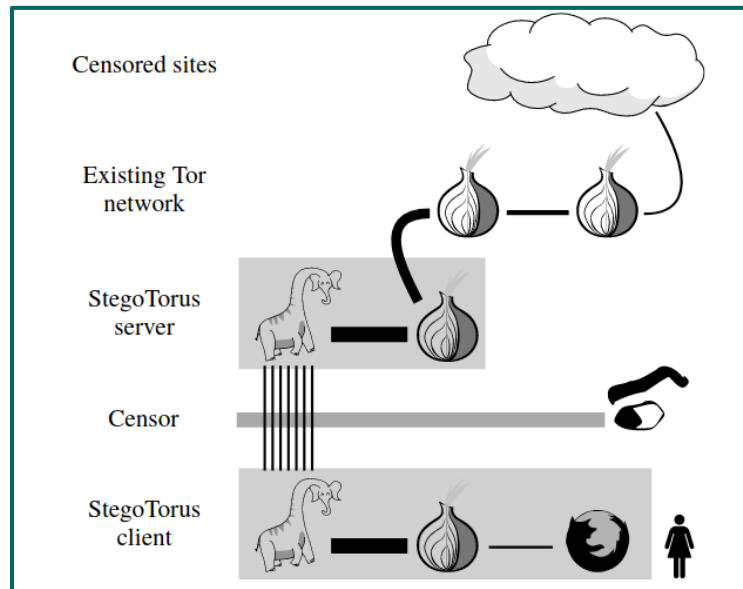 Censored sites
Existing Tor
network
StegoTorus
server
Censor
StegoTorus
client